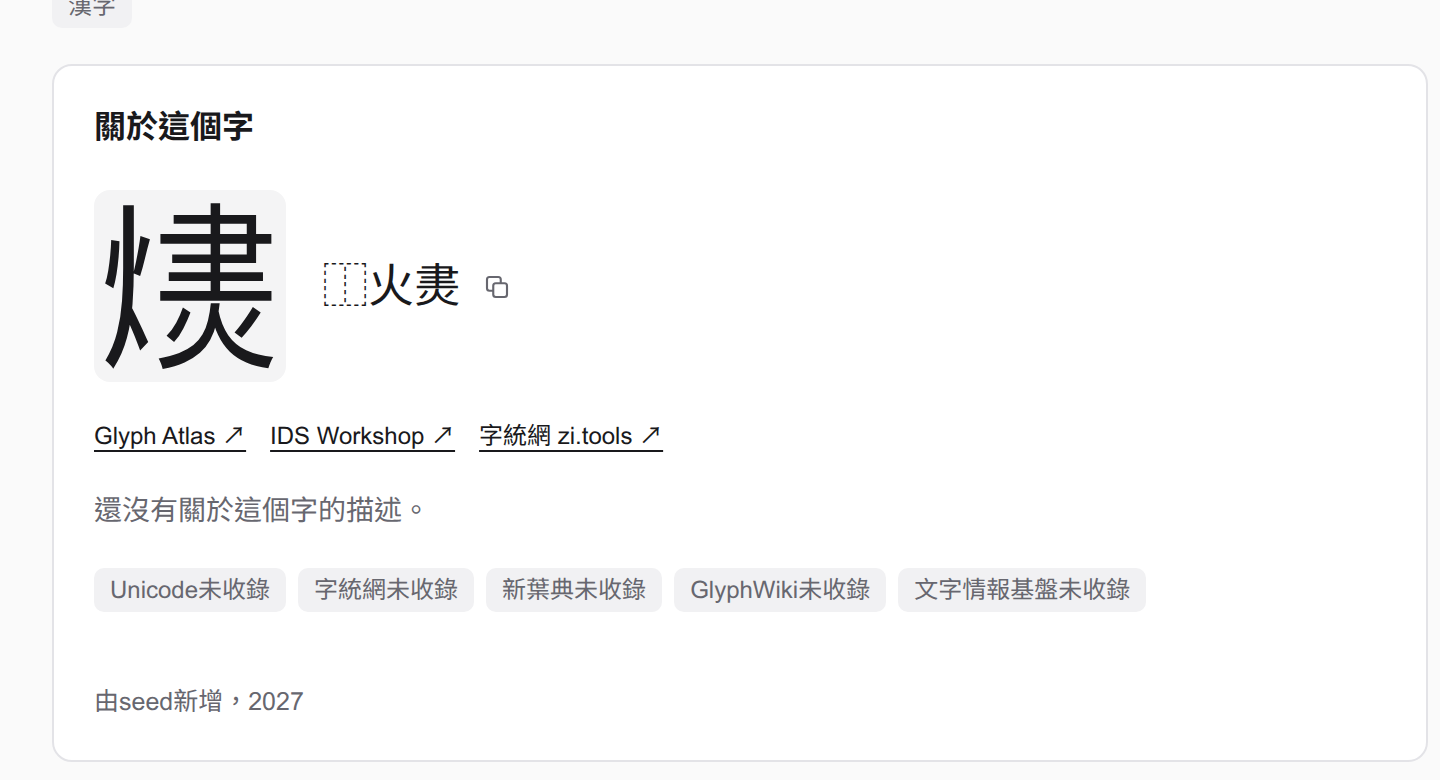 漢字
關於這個字
⿰火㶳
⿰火㶳
Glyph Atlas ↗ IDS Workshop ↗ 字統網 zi.tools ↗
還沒有關於這個字的描述。
Unicode未收錄 字統網未收錄 新葉典未收錄 GlyphWiki未收錄 文字情報基盤未收錄
由seed新增，2027